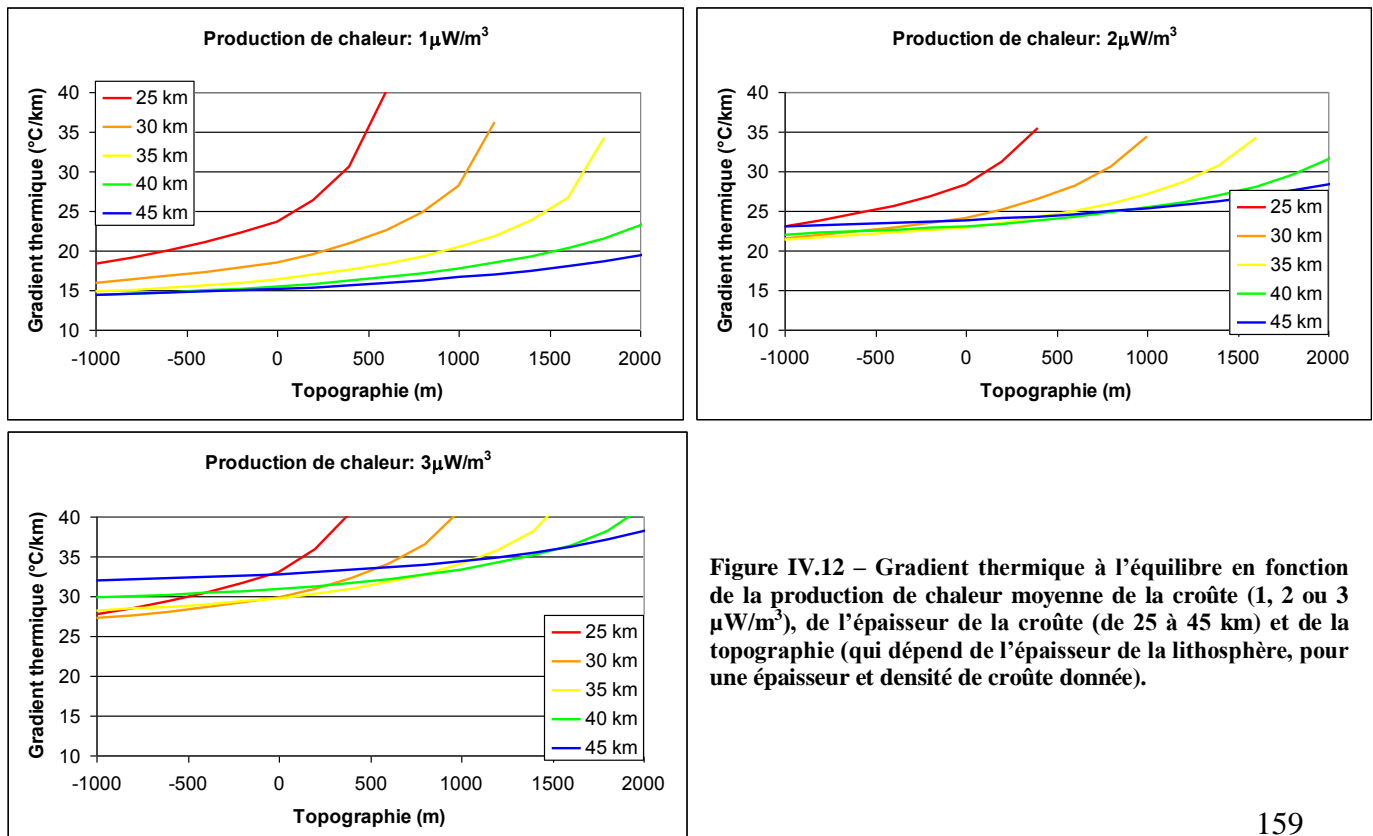 Production de chaleur: 1µW/m³
Gradient thermique (°C/km)
40
35
30
25
20
15
10
25 km
30 km
35 km
40 km
45 km
-1000 -500 0 500 1000 1500 2000
Topographie (m)
Production de chaleur: 2µW/m³
Gradient thermique (°C/km)
40
35
30
25
20
15
10
25 km
30 km
35 km
40 km
45 km
-1000 -500 0 500 1000 1500 2000
Topographie (m)
Production de chaleur: 3µW/m³
Gradient thermique (°C/km)
40
35
30
25
20
15
10
25 km
30 km
35 km
40 km
45 km
-1000 -500 0 500 1000 1500 2000
Topographie (m)
Figure IV.12 – Gradient thermique à l’équilibre en fonction
de la production de chaleur moyenne de la croûte (1, 2 ou 3
µW/m³), de l’épaisseur de la croûte (de 25 à 45 km) et de la
topographie (qui dépend de l’épaisseur de la lithosphère, pour
une épaisseur et densité de croûte donnée).
159